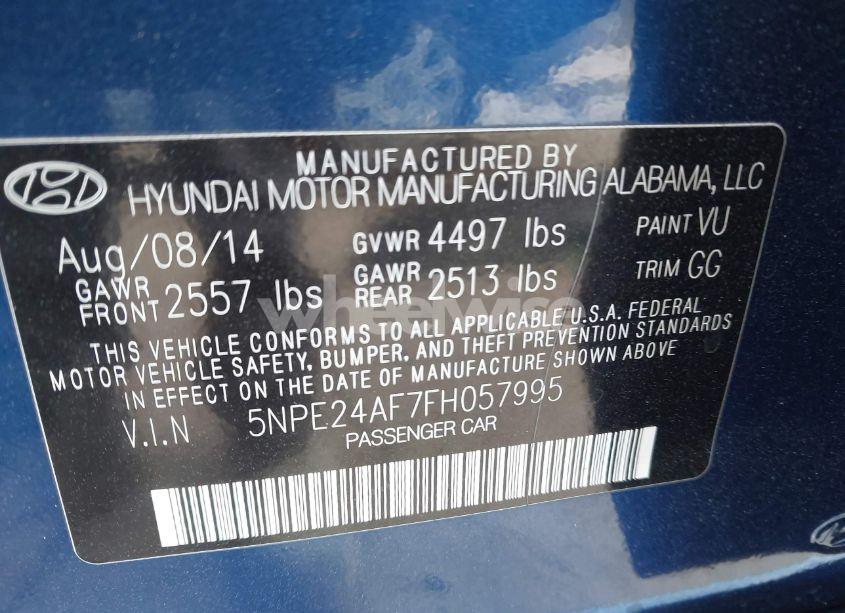 MANUFACTURED BY
HYUNDAI MOTOR MANUFACTURING ALABAMA, LLC
Aug/08/14 GVWR 4497 lbs PAINT VU
GAWR FRONT 2557 lbs GAWR REAR 2513 lbs TRIM GG
THIS VEHICLE CONFORMS TO ALL APPLICABLE U.S.A. FEDERAL
MOTOR VEHICLE SAFETY, BUMPER, AND THEFT PREVENTION STANDARDS
IN EFFECT ON THE DATE OF MANUFACTURE SHOWN ABOVE
V.I.N 5NPE24AF7FH057995
PASSENGER CAR
wheelwise